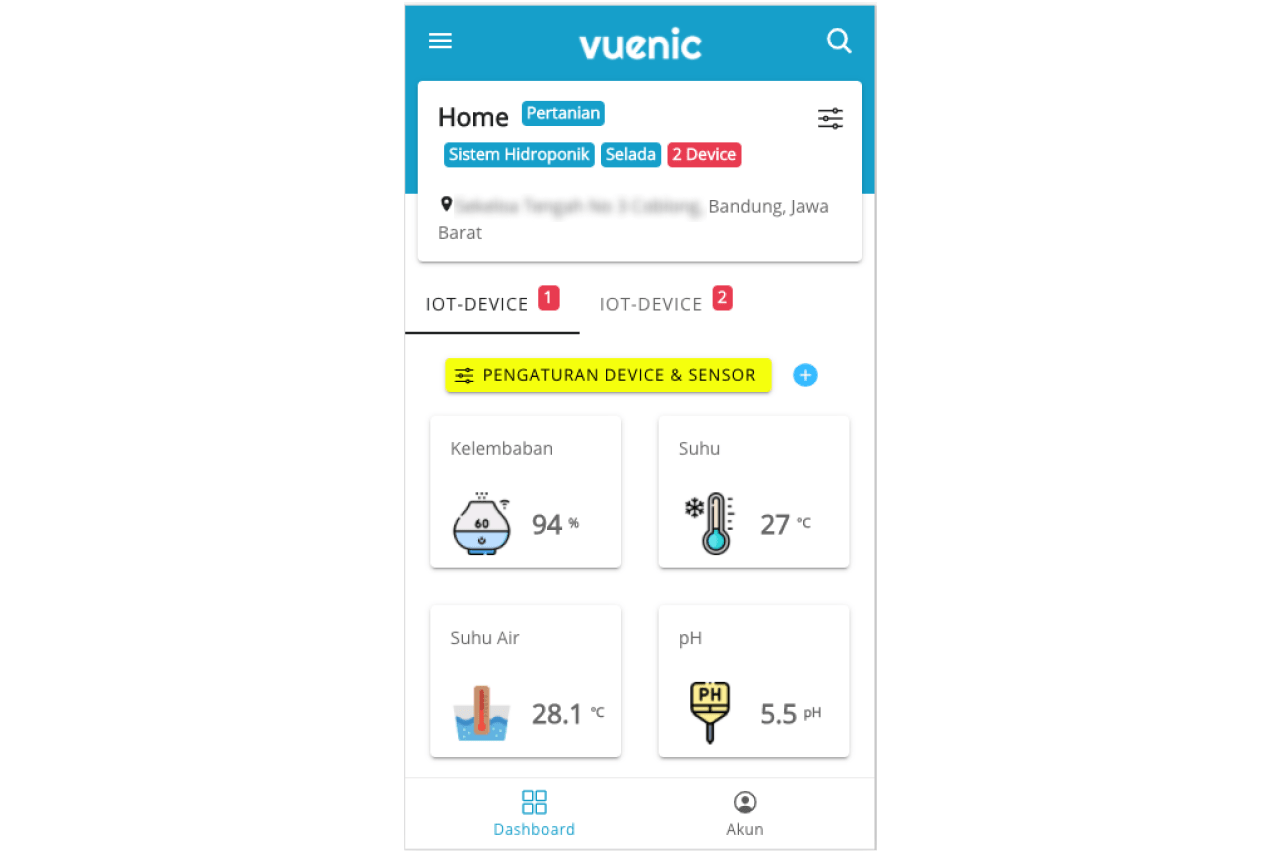 vuenic
Home Pertanian
Sistem Hidroponik Selada 2 Device
Bandung, Jawa
Barat
IOT-DEVICE 1 IOT-DEVICE 2
PENGATURAN DEVICE & SENSOR
Kelembaban
60
94 %
Suhu
27 °C
Suhu Air
28.1 °C
pH
PH
5.5 pH
Dashboard
Akun